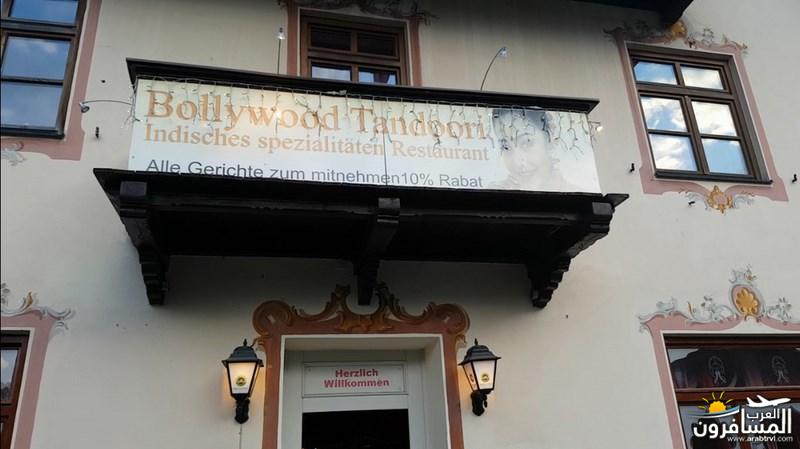 Bollywood Tandoori
Indisches spezialitäten Restaurant
Alle Gerichte zum mitnehmen10% Rabat
Herzlich
Willkommen
العرب
المسافرون
www.arabtrvl.com